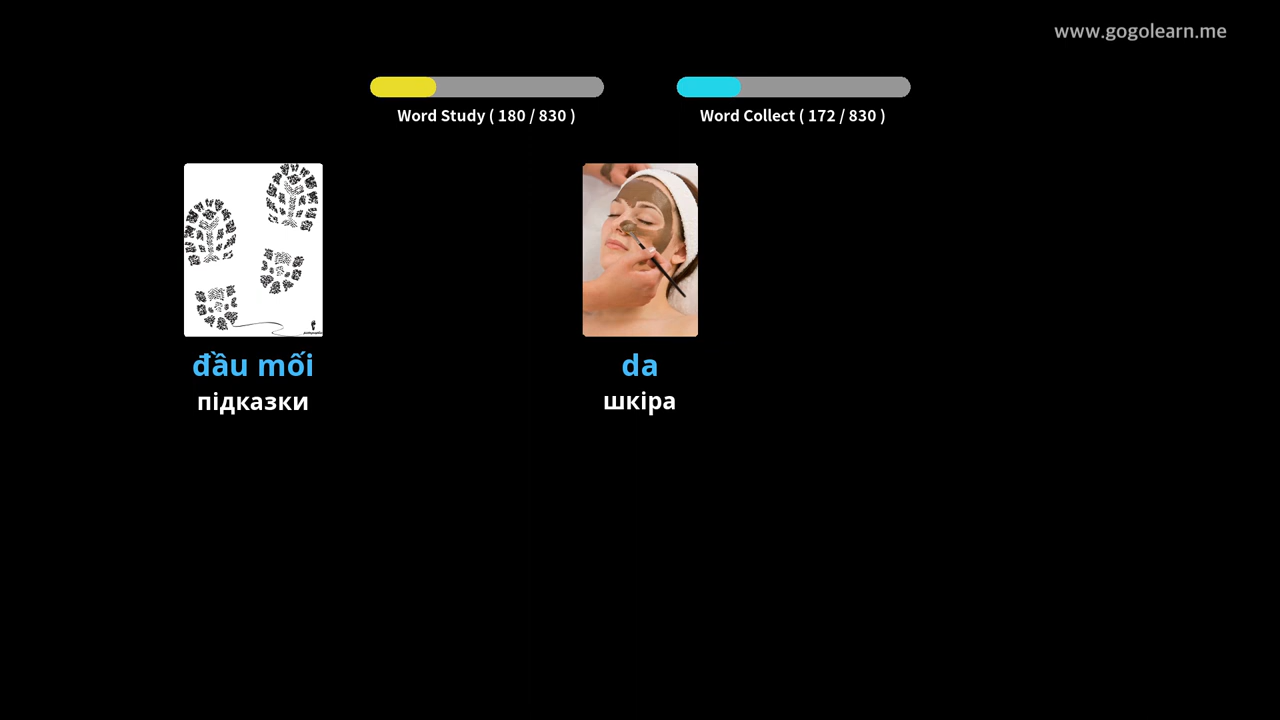 www.gogolearn.me
Word Study ( 180 / 830 )
Word Collect ( 172 / 830 )
đầu mối
підказки
da
шкіра